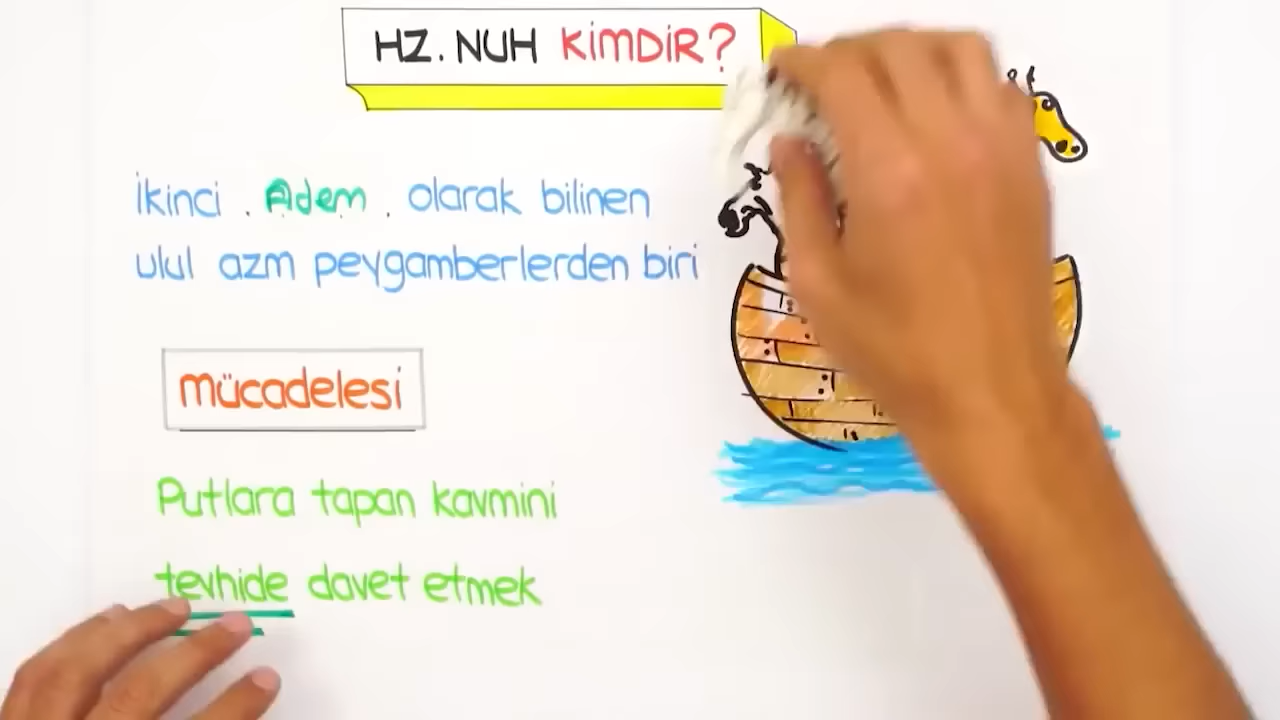 HZ. NUH KİMDİR?
İkinci . Adem . olarak bilinen
ulul azm peygamberlerden biri
mücadelesi
Putlara tapan kavmini
tevhide davet etmek